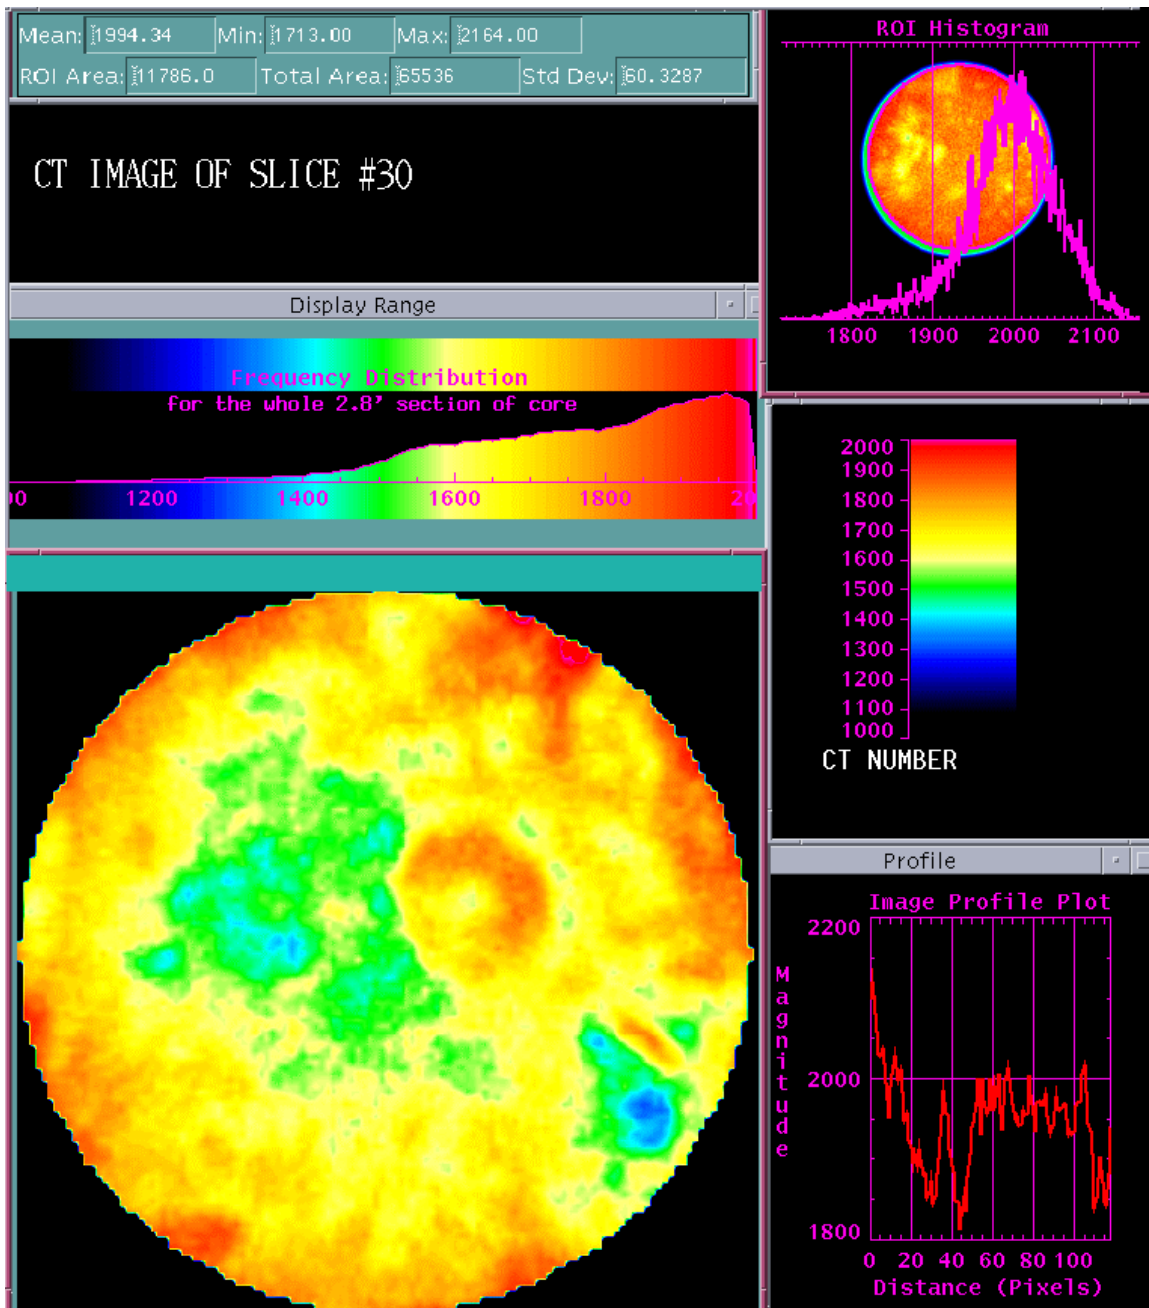 Mean: 1994.34 Min: 1713.00 Max: 2164.00
ROI Area: 11786.0 Total Area: 65536 Std Dev: 60.3287
CT IMAGE OF SLICE #30
ROI Histogram
1800 1900 2000 2100
Display Range
Frequency Distribution
for the whole 2.8' section of core
00 1200 1400 1600 1800 20
2000
1900
1800
1700
1600
1500
1400
1300
1200
1100
1000
CT NUMBER
Profile
Image Profile Plot
2200
2000
1800
Magnitude
0 20 40 60 80 100
Distance (Pixels)